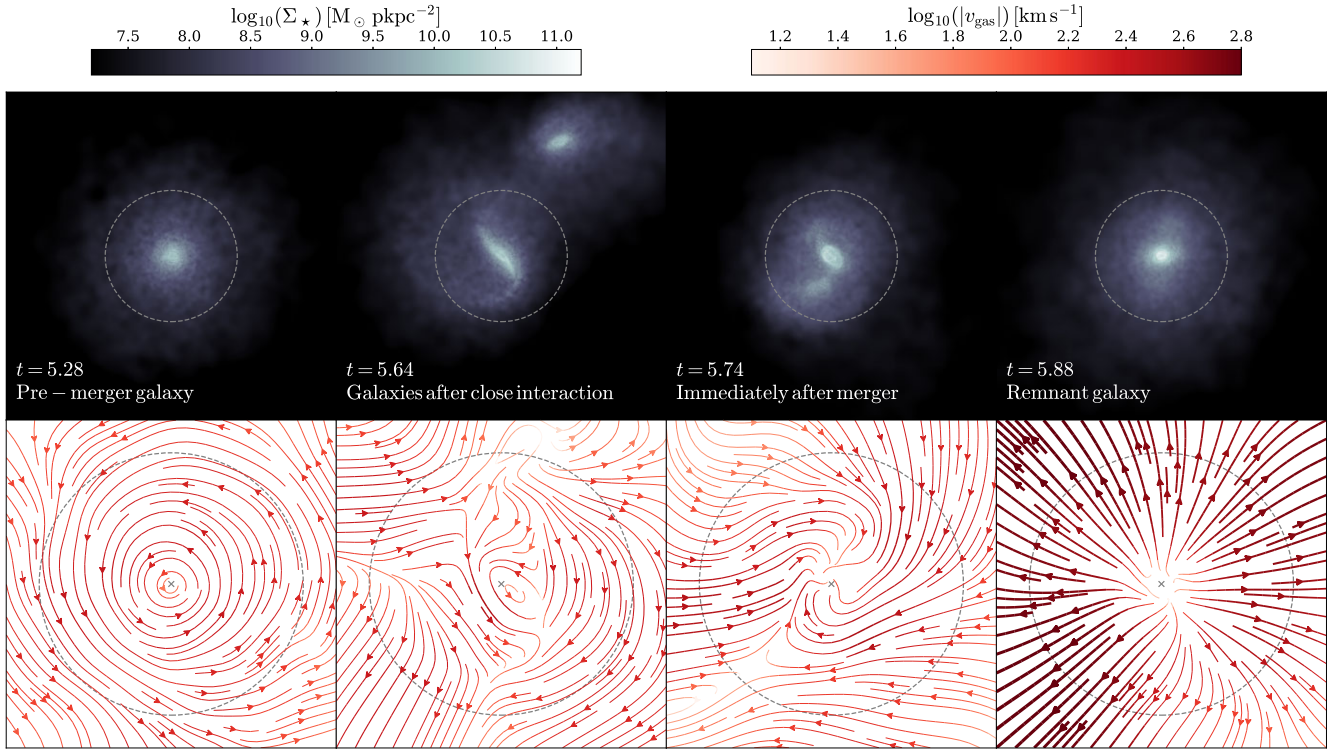 log₁₀(Σ⋆) [M☉ pkpc⁻²]
7.5 8.0 8.5 9.0 9.5 10.0 10.5 11.0
log₁₀(|v_gas|) [km s⁻¹]
1.2 1.4 1.6 1.8 2.0 2.2 2.4 2.6 2.8
t = 5.28
Pre − merger galaxy
t = 5.64
Galaxies after close interaction
t = 5.74
Immediately after merger
t = 5.88
Remnant galaxy